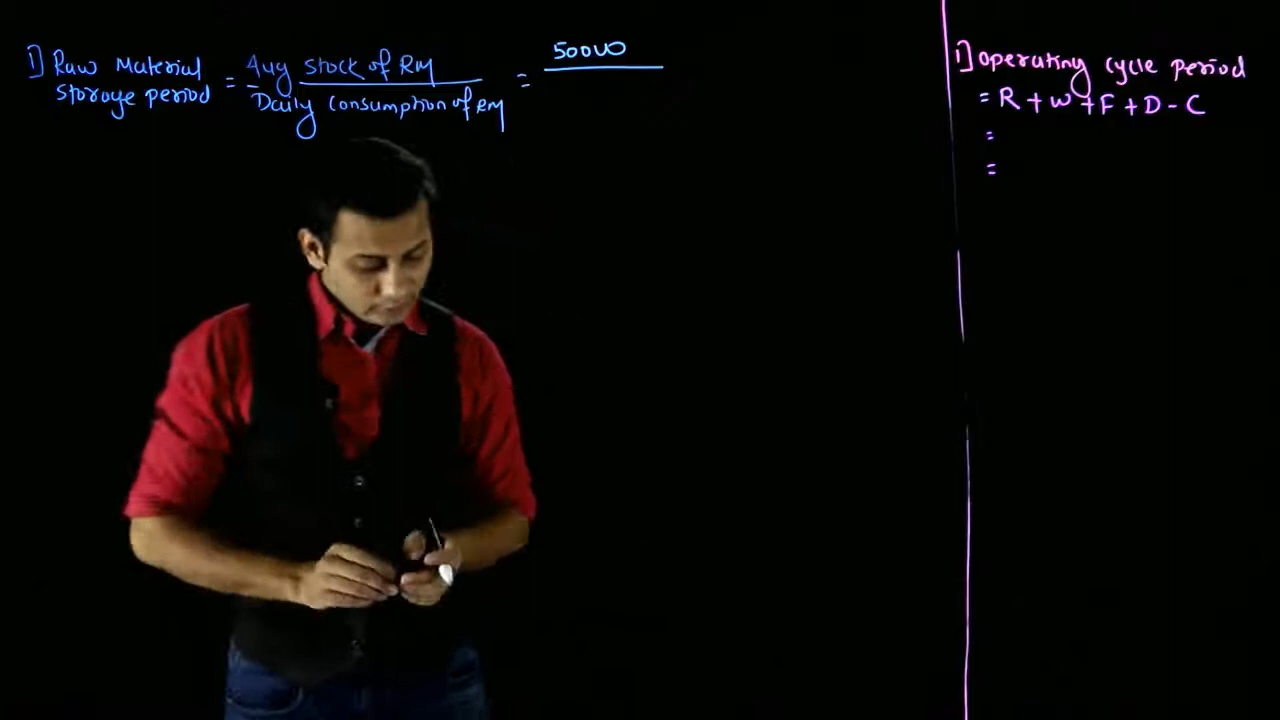 1] Raw Material Storage period = Avg stock of RM / Daily consumption of RM = 50000
1] Operating cycle period
= R + W + F + D - C
=
=